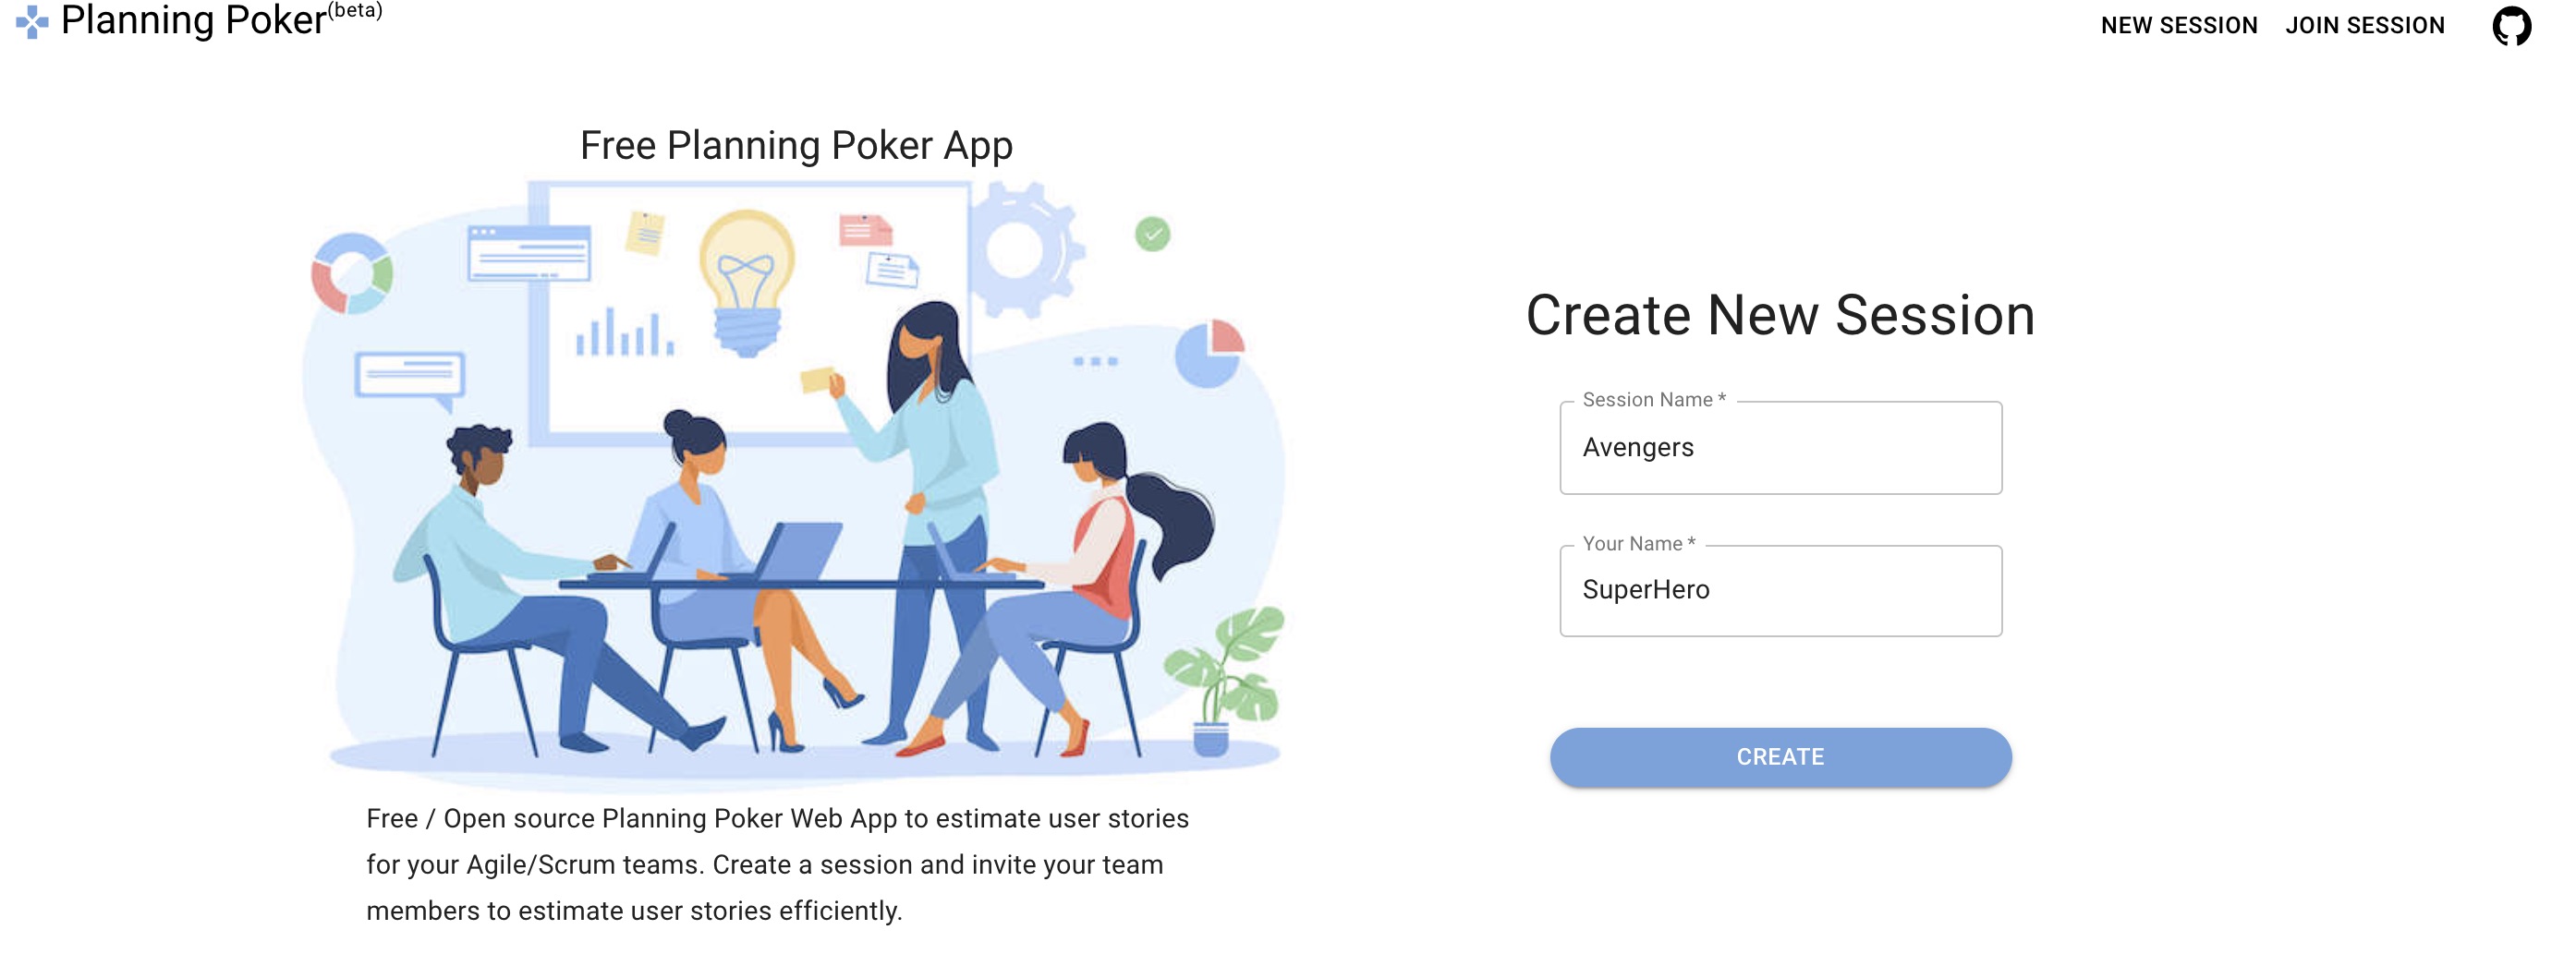 Planning Poker(beta)
NEW SESSION
JOIN SESSION
Free Planning Poker App
Free / Open source Planning Poker Web App to estimate user stories
for your Agile/Scrum teams. Create a session and invite your team
members to estimate user stories efficiently.
Create New Session
Session Name *
Avengers
Your Name *
SuperHero
CREATE